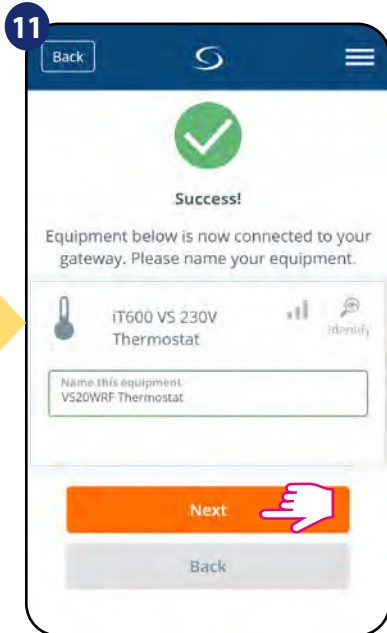 11
Back
Success!
Equipment below is now connected to your
gateway. Please name your equipment.
iT600 VS 230V
Thermostat
Identify
Name this equipment
VS20WRF Thermostat
Next
Back